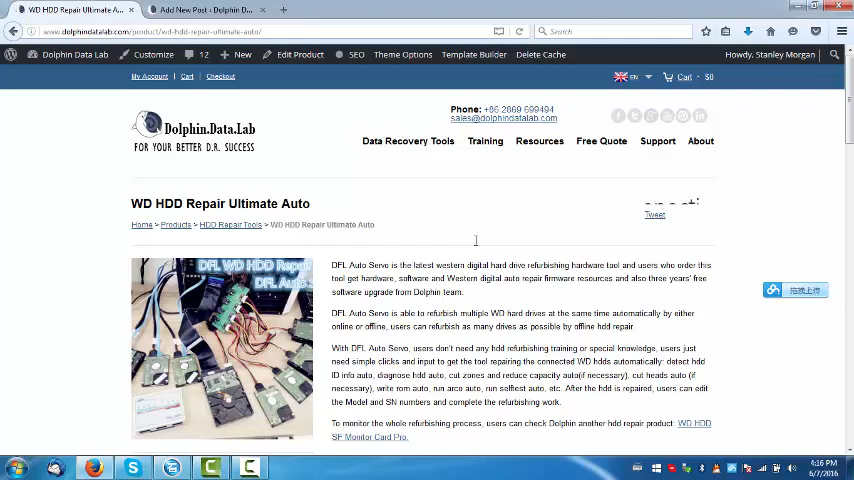 WD HDD Repair Ultimate Auto
Add New Post ‹ Dolphin D...
www.dolphindatalab.com/product/wd-hdd-repair-ultimate-auto/
Search
Dolphin Data Lab Customize 12 New Edit Product SEO Theme Options Template Builder Delete Cache Howdy, Stanley Morgan
My Account Cart Checkout EN Cart - $0
Phone: +86 2869 699494
sales@dolphindatalab.com
Dolphin.Data.Lab
FOR YOUR BETTER D.R. SUCCESS
Data Recovery Tools Training Resources Free Quote Support About
WD HDD Repair Ultimate Auto
Tweet
Home > Products > HDD Repair Tools > WD HDD Repair Ultimate Auto
DFL WD HDD Repair
DFL Auto Servo is the latest western digital hard drive refurbishing hardware tool and users who order this
tool get hardware, software and Western digital auto repair firmware resources and also three years' free
software upgrade from Dolphin team.
拖拽上传
DFL Auto Servo is able to refurbish multiple WD hard drives at the same time automatically by either
online or offline, users can refurbish as many drives as possible by offline hdd repair.
With DFL Auto Servo, users don't need any hdd refurbishing training or special knowledge, users just
need simple clicks and input to get the tool repairing the connected WD hdds automatically: detect hdd
ID info auto, diagnose hdd auto, cut zones and reduce capacity auto(if necessary), cut heads auto (if
necessary), write rom auto, run arco auto, run selftest auto, etc. After the hdd is repaired, users can edit
the Model and SN numbers and complete the refurbishing work.
To monitor the whole refurbishing process, users can check Dolphin another hdd repair product: WD HDD
SF Monitor Card Pro.
4:16 PM
6/7/2016